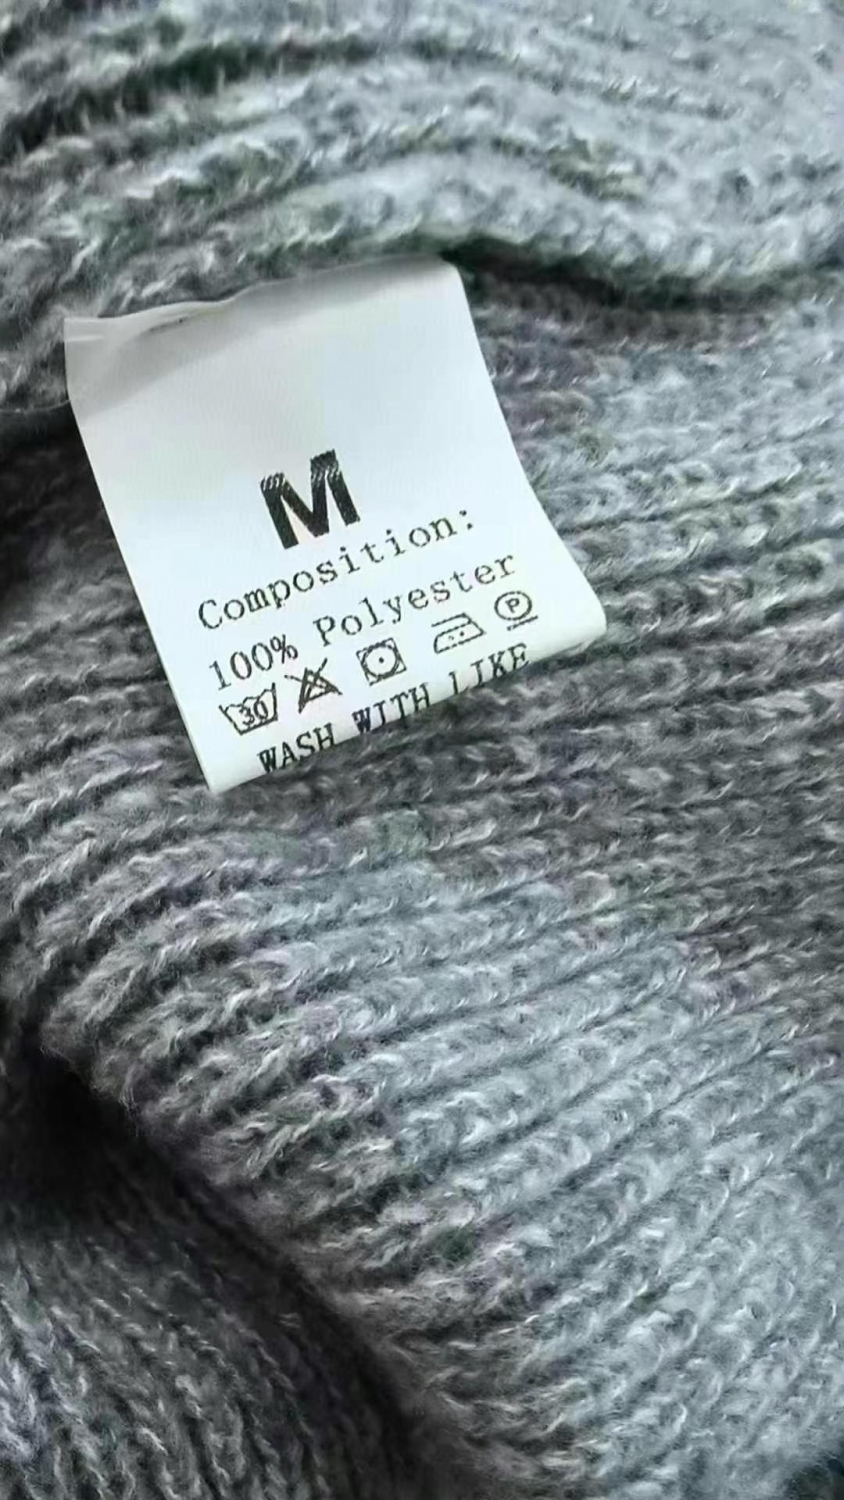 M
Composition:
100% Polyester
30 P
WASH WITH LIKE